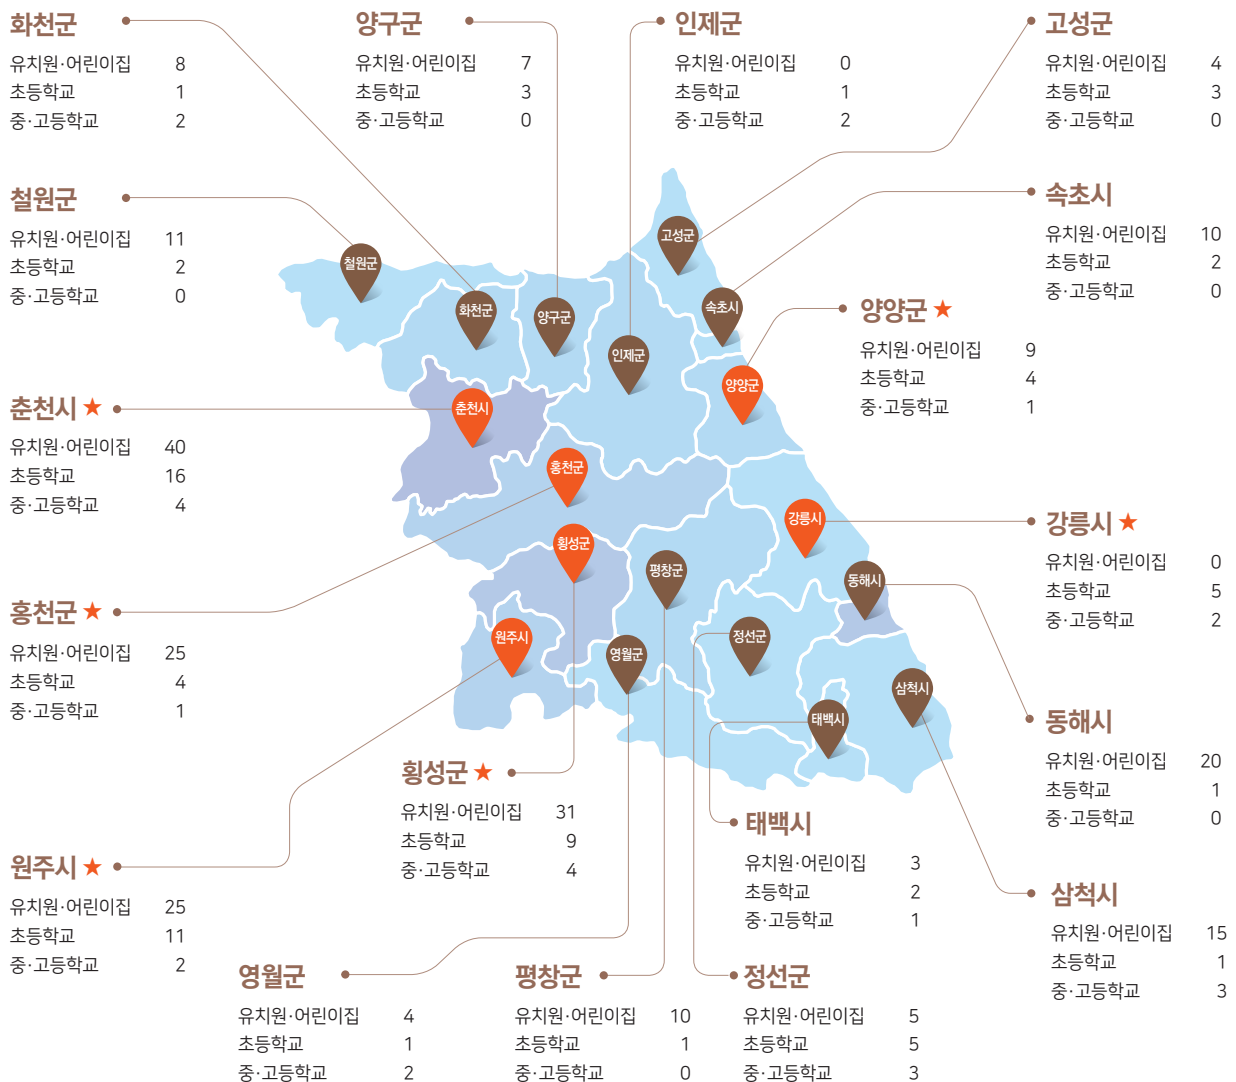 화천군
유치원·어린이집 8
초등학교 1
중·고등학교 2
양구군
유치원·어린이집 7
초등학교 3
중·고등학교 0
인제군
유치원·어린이집 0
초등학교 1
중·고등학교 2
고성군
유치원·어린이집 4
초등학교 3
중·고등학교 0
철원군
유치원·어린이집 11
초등학교 2
중·고등학교 0
속초시
유치원·어린이집 10
초등학교 2
중·고등학교 0
양양군 ★
유치원·어린이집 9
초등학교 4
중·고등학교 1
춘천시 ★
유치원·어린이집 40
초등학교 16
중·고등학교 4
강릉시 ★
유치원·어린이집 0
초등학교 5
중·고등학교 2
홍천군 ★
유치원·어린이집 25
초등학교 4
중·고등학교 1
동해시
유치원·어린이집 20
초등학교 1
중·고등학교 0
횡성군 ★
유치원·어린이집 31
초등학교 9
중·고등학교 4
태백시
유치원·어린이집 3
초등학교 2
중·고등학교 1
원주시 ★
유치원·어린이집 25
초등학교 11
중·고등학교 2
삼척시
유치원·어린이집 15
초등학교 1
중·고등학교 3
영월군
유치원·어린이집 4
초등학교 1
중·고등학교 2
평창군
유치원·어린이집 10
초등학교 1
중·고등학교 0
정선군
유치원·어린이집 5
초등학교 5
중·고등학교 3
고성군
철원군
속초시
화천군
양구군
인제군
양양군
춘천시
홍천군
강릉시
횡성군
평창군
동해시
원주시
정선군
영월군
삼척시
태백시